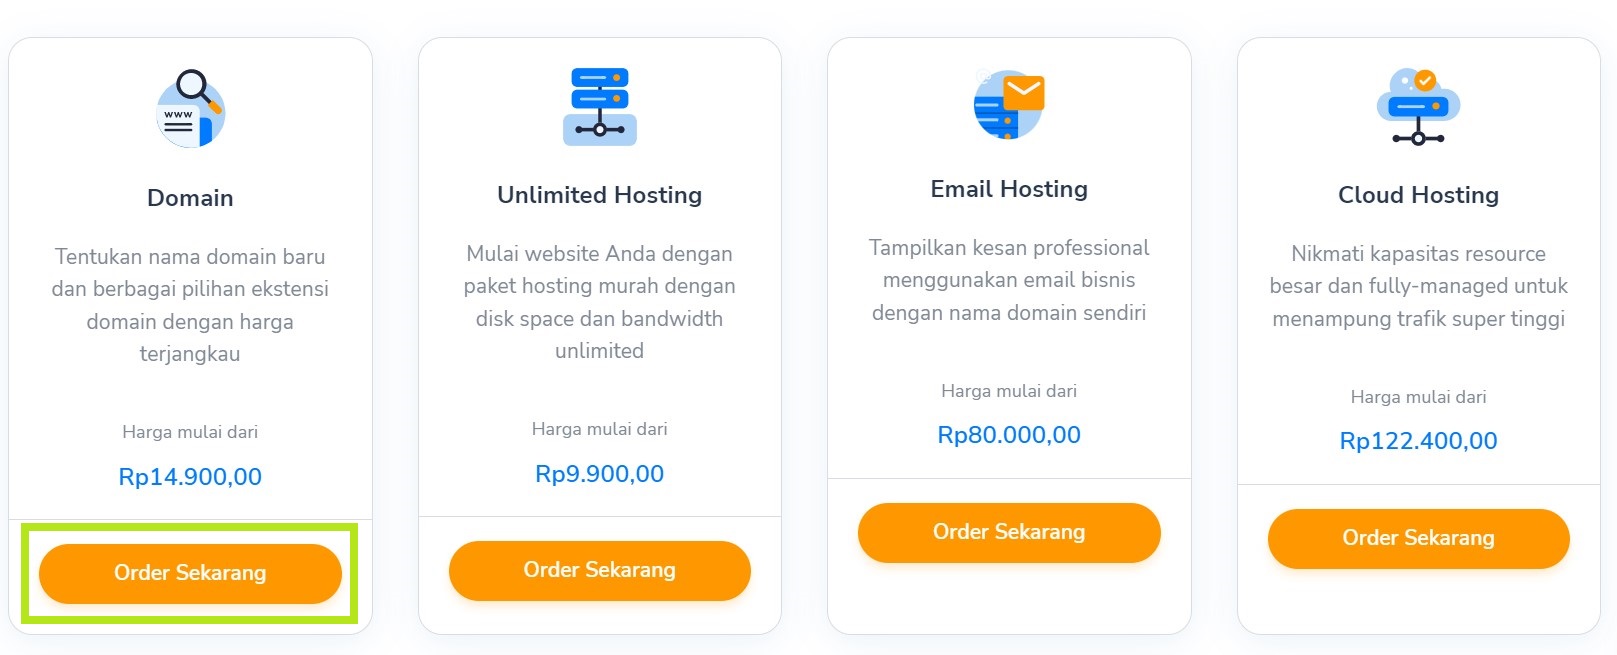 www
Domain
Tentukan nama domain baru
dan berbagai pilihan ekstensi
domain dengan harga
terjangkau
Harga mulai dari
Rp14.900,00
Order Sekarang
Unlimited Hosting
Mulai website Anda dengan
paket hosting murah dengan
disk space dan bandwidth
unlimited
Harga mulai dari
Rp9.900,00
Order Sekarang
Email Hosting
Tampilkan kesan professional
menggunakan email bisnis
dengan nama domain sendiri
Harga mulai dari
Rp80.000,00
Order Sekarang
Cloud Hosting
Nikmati kapasitas resource
besar dan fully-managed untuk
menampung trafik super tinggi
Harga mulai dari
Rp122.400,00
Order Sekarang